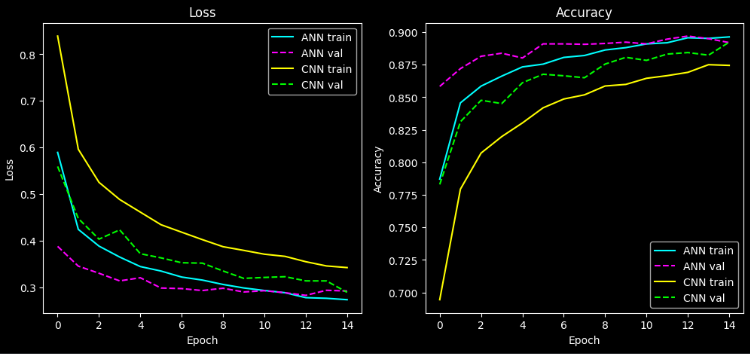 Loss
Accuracy
ANN train
ANN val
CNN train
CNN val
0.8
0.7
0.6
0.5
0.4
0.3
Loss
0 2 4 6 8 10 12 14
Epoch
0.900
0.875
0.850
0.825
0.800
0.775
0.750
0.725
0.700
Accuracy
ANN train
ANN val
CNN train
CNN val
0 2 4 6 8 10 12 14
Epoch